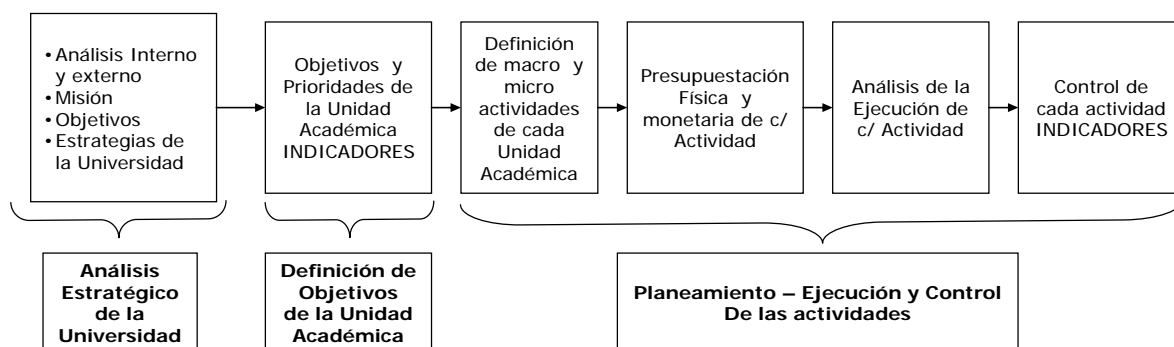 • Análisis Interno
y externo
• Misión
• Objetivos
• Estrategias de
la Universidad
Objetivos y
Prioridades de
la Unidad
Académica
INDICADORES
Definición
de macro y
micro
actividades
de cada
Unidad
Académica
Presupuestación
Física y
monetaria de c/
Actividad
Análisis de la
Ejecución de
c/ Actividad
Control de
cada actividad
INDICADORES
Análisis
Estratégico
de la
Universidad
Definición de
Objetivos
de la Unidad
Académica
Planeamiento – Ejecución y Control
De las actividades